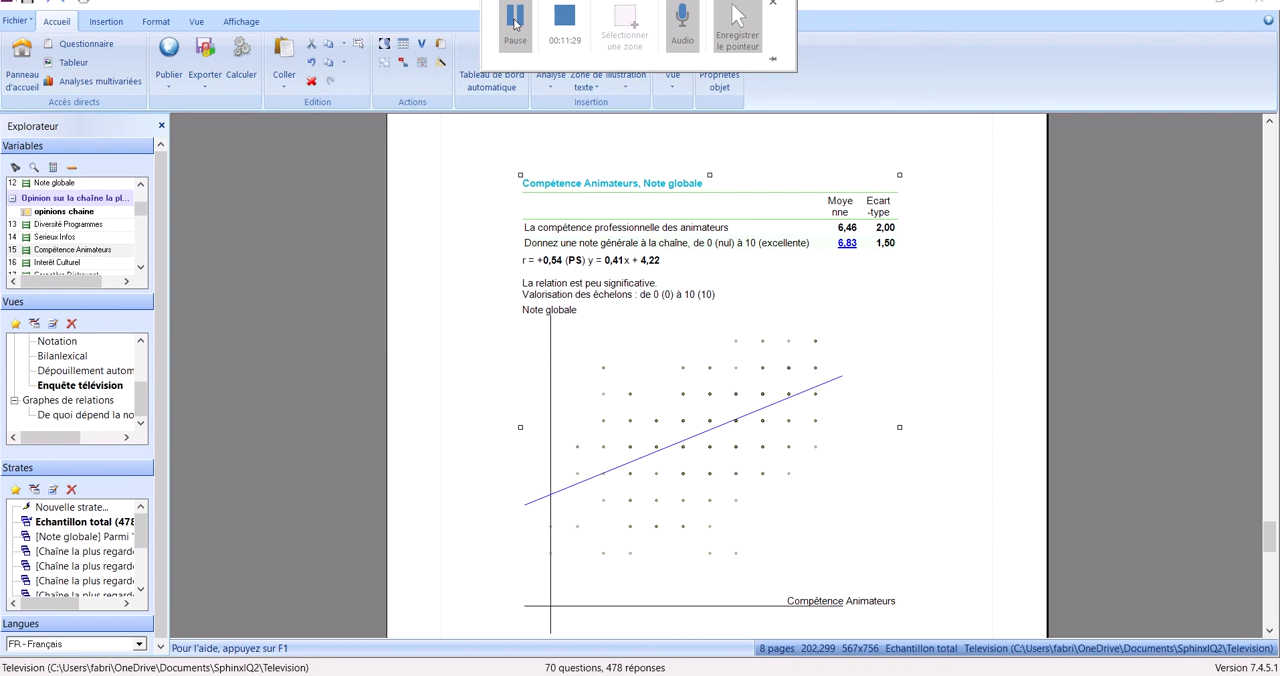 Fichier
Accueil
Insertion
Format
Vue
Affichage
Pause
00:11:29
Sélectionner
une zone
Audio
Enregistrer
le pointeur
Panneau
d'accueil
Questionnaire
Tableur
Analyses multivariées
Accès directs
Publier
Exporter
Calculer
Coller
Edition
Actions
Tableau de bord
automatique
Analyse
Zone de
texte
Illustration
Insertion
Vue
Propriétés
objet
Explorateur
Variables
12 Note globale
Opinion sur la chaîne la pl...
opinions chaine
13 Diversité Programmes
14 Serieux Infos
15 Compétence Animateurs
16 Interêt Culturel
Vues
Notation
Bilanlexical
Dépouillement autom
Enquête télévision
Graphes de relations
De quoi dépend la no
Strates
Nouvelle strate...
Echantillon total (478
[Note globale] Parmi
[Chaîne la plus regarde
[Chaîne la plus regarde
[Chaîne la plus regarde
[Chaîne la plus regarde
Langues
FR - Français
Compétence Animateurs, Note globale
Moye
nne
Ecart
-type
La compétence professionnelle des animateurs 6,46 2,00
Donnez une note générale à la chaîne, de 0 (nul) à 10 (excellente) 6,83 1,50
r = +0,54 (PS) y = 0,41x + 4,22
La relation est peu significative.
Valorisation des échelons : de 0 (0) à 10 (10)
Note globale
Compétence Animateurs
Pour l'aide, appuyez sur F1
8 pages 202,299 567x756 Echantillon total Television (C:\Users\fabri\OneDrive\Documents\SphinxIQ2\Television)
Television (C:\Users\fabri\OneDrive\Documents\SphinxIQ2\Television)
70 questions, 478 réponses
Version 7.4.5.1